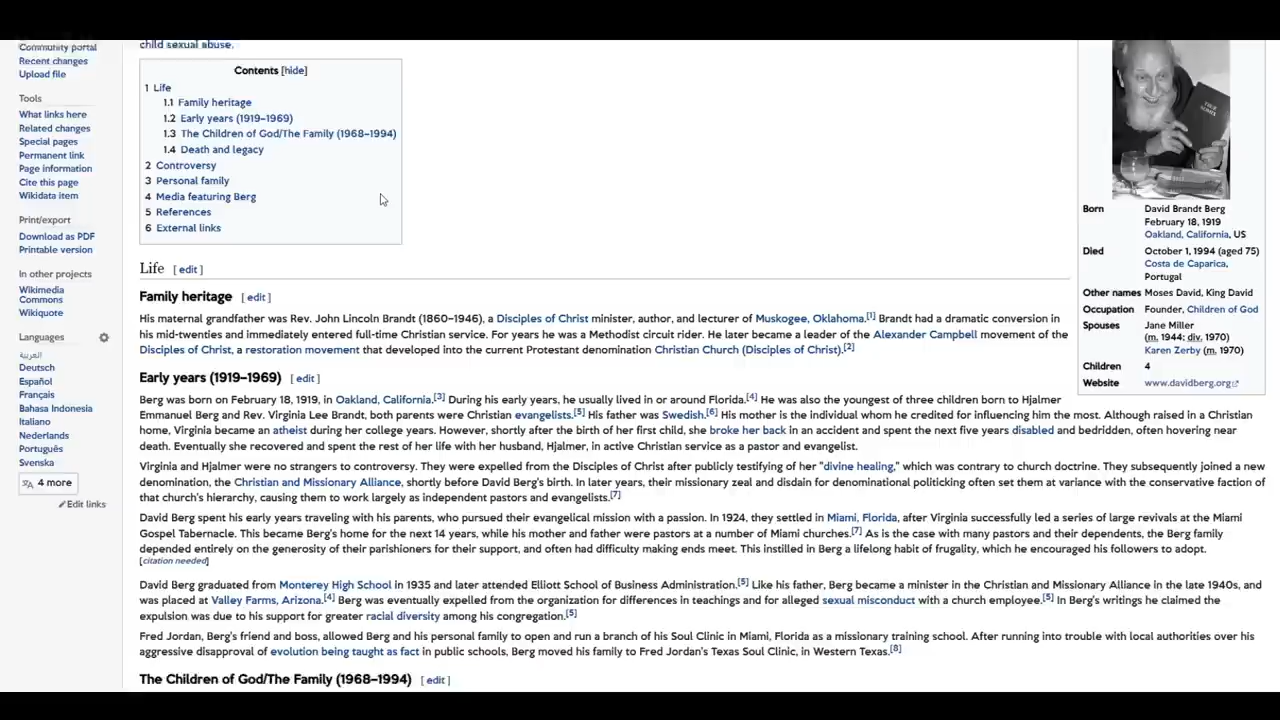 Community portal
Recent changes
Upload file
Tools
What links here
Related changes
Special pages
Permanent link
Page information
Cite this page
Wikidata item
Print/export
Download as PDF
Printable version
In other projects
Wikimedia
Commons
Wikiquote
Languages
العربية
Deutsch
Español
Français
Bahasa Indonesia
Italiano
Nederlands
Português
Svenska
4 more
Edit links
child sexual abuse.
Contents [hide]
1 Life
1.1 Family heritage
1.2 Early years (1919–1969)
1.3 The Children of God/The Family (1968–1994)
1.4 Death and legacy
2 Controversy
3 Personal family
4 Media featuring Berg
5 References
6 External links
Life [ edit ]
Family heritage [ edit ]
His maternal grandfather was Rev. John Lincoln Brandt (1860–1946), a Disciples of Christ minister, author, and lecturer of Muskogee, Oklahoma.[1] Brandt had a dramatic conversion in
his mid-twenties and immediately entered full-time Christian service. For years he was a Methodist circuit rider. He later became a leader of the Alexander Campbell movement of the
Disciples of Christ, a restoration movement that developed into the current Protestant denomination Christian Church (Disciples of Christ).[2]
Early years (1919–1969) [ edit ]
Berg was born on February 18, 1919, in Oakland, California.[3] During his early years, he usually lived in or around Florida.[4] He was also the youngest of three children born to Hjalmer
Emmanuel Berg and Rev. Virginia Lee Brandt, both parents were Christian evangelists.[5] His father was Swedish.[6] His mother is the individual whom he credited for influencing him the most. Although raised in a Christian
home, Virginia became an atheist during her college years. However, shortly after the birth of her first child, she broke her back in an accident and spent the next five years disabled and bedridden, often hovering near
death. Eventually she recovered and spent the rest of her life with her husband, Hjalmer, in active Christian service as a pastor and evangelist.
Virginia and Hjalmer were no strangers to controversy. They were expelled from the Disciples of Christ after publicly testifying of her "divine healing," which was contrary to church doctrine. They subsequently joined a new
denomination, the Christian and Missionary Alliance, shortly before David Berg's birth. In later years, their missionary zeal and disdain for denominational politicking often set them at variance with the conservative faction of
that church's hierarchy, causing them to work largely as independent pastors and evangelists.[7]
David Berg spent his early years traveling with his parents, who pursued their evangelical mission with a passion. In 1924, they settled in Miami, Florida, after Virginia successfully led a series of large revivals at the Miami
Gospel Tabernacle. This became Berg's home for the next 14 years, while his mother and father were pastors at a number of Miami churches.[7] As is the case with many pastors and their dependents, the Berg family
depended entirely on the generosity of their parishioners for their support, and often had difficulty making ends meet. This instilled in Berg a lifelong habit of frugality, which he encouraged his followers to adopt.
[citation needed]
David Berg graduated from Monterey High School in 1935 and later attended Elliott School of Business Administration.[5] Like his father, Berg became a minister in the Christian and Missionary Alliance in the late 1940s, and
was placed at Valley Farms, Arizona.[4] Berg was eventually expelled from the organization for differences in teachings and for alleged sexual misconduct with a church employee.[5] In Berg's writings he claimed the
expulsion was due to his support for greater racial diversity among his congregation.[5]
Fred Jordan, Berg's friend and boss, allowed Berg and his personal family to open and run a branch of his Soul Clinic in Miami, Florida as a missionary training school. After running into trouble with local authorities over his
aggressive disapproval of evolution being taught as fact in public schools, Berg moved his family to Fred Jordan's Texas Soul Clinic, in Western Texas.[8]
The Children of God/The Family (1968–1994) [ edit ]
Born David Brandt Berg
February 18, 1919
Oakland, California, US
Died October 1, 1994 (aged 75)
Costa de Caparica,
Portugal
Other names Moses David, King David
Occupation Founder, Children of God
Spouses Jane Miller
(m. 1944; div. 1970)
Karen Zerby (m. 1970)
Children 4
Website www.davidberg.org